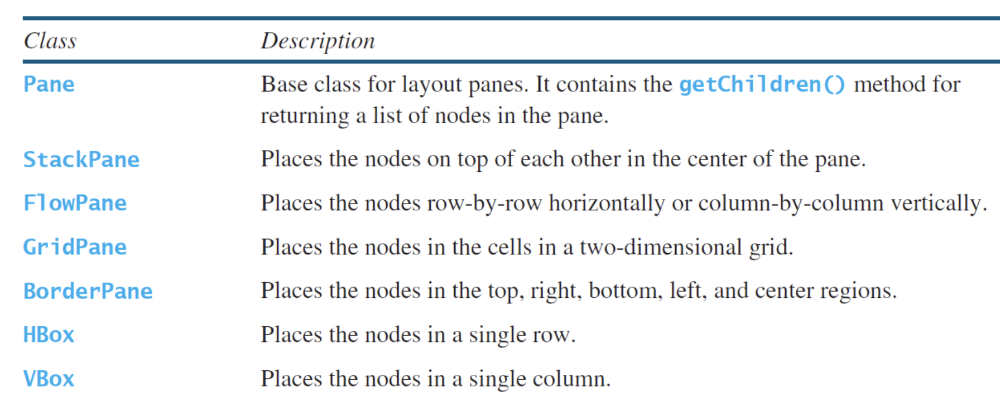 Class Description
Pane Base class for layout panes. It contains the getChildren() method for
returning a list of nodes in the pane.
StackPane Places the nodes on top of each other in the center of the pane.
FlowPane Places the nodes row-by-row horizontally or column-by-column vertically.
GridPane Places the nodes in the cells in a two-dimensional grid.
BorderPane Places the nodes in the top, right, bottom, left, and center regions.
HBox Places the nodes in a single row.
VBox Places the nodes in a single column.